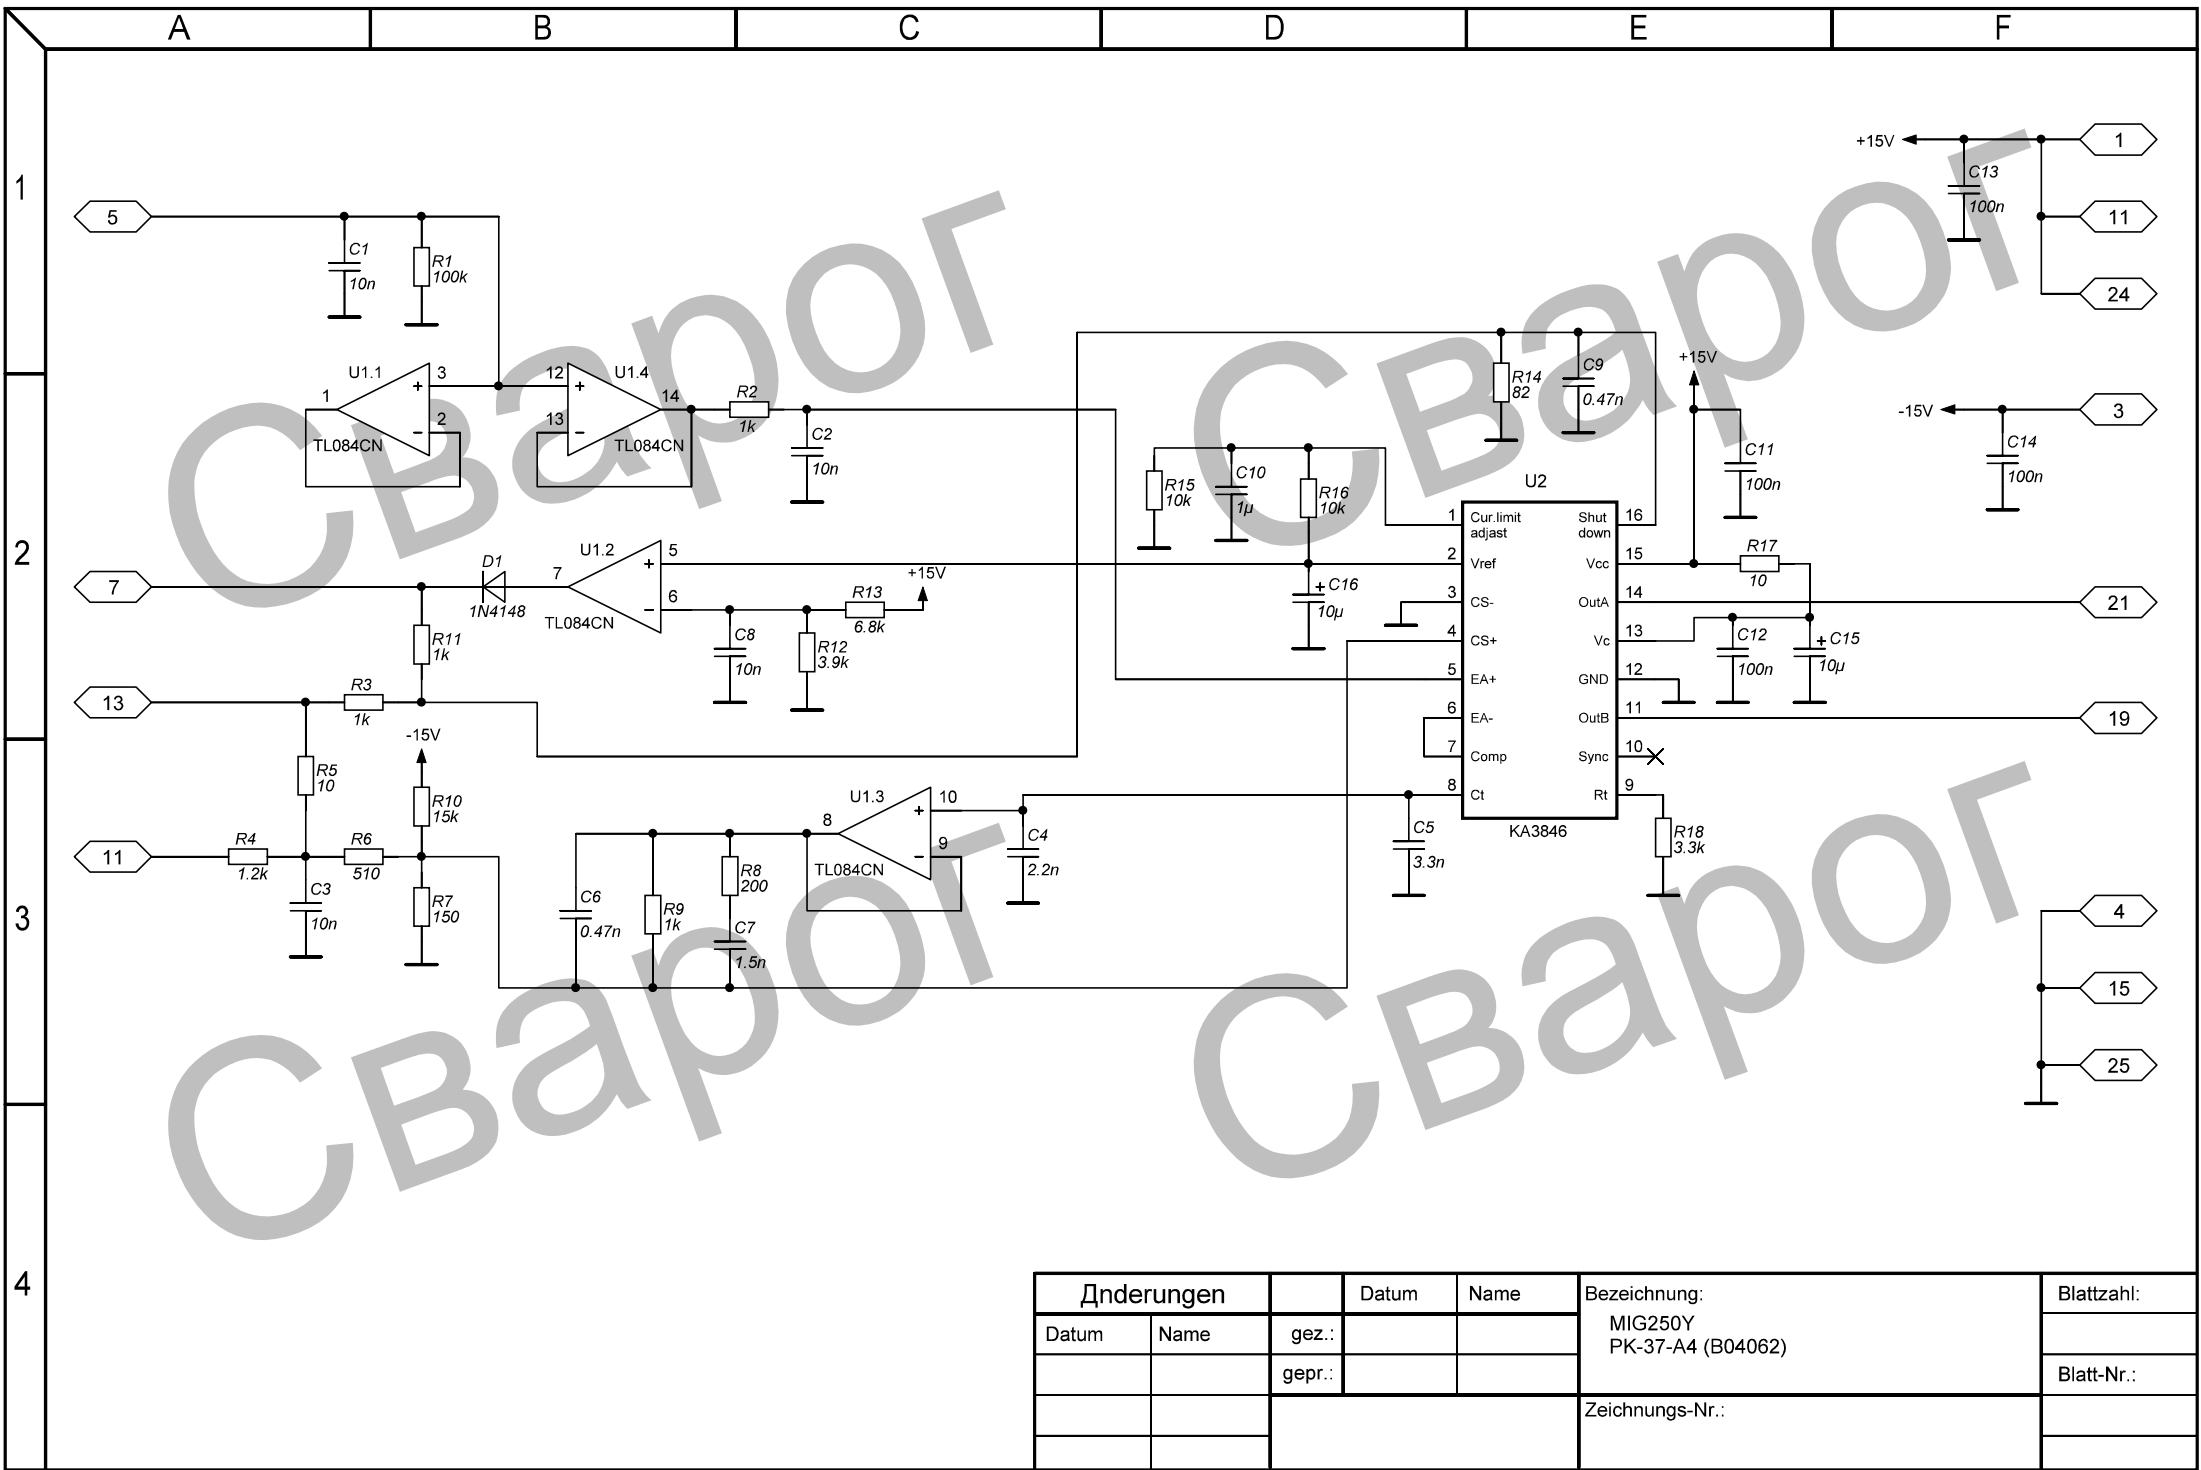 A B C D E F
1
2
3
4
5
C1
10n
R1
100k
U1.1
3
1
2
TL084CN
12
U1.4
14
13
TL084CN
R2
1k
C2
10n
7
D1
1N4148
7
U1.2
5
6
TL084CN
R11
1k
C8
10n
R12
3.9k
R13
6.8k
+15V
13
R3
1k
-15V
R5
10
R10
15k
11
R4
1.2k
R6
510
C3
10n
R7
150
C6
0.47n
R9
1k
R8
200
C7
1.5n
8
U1.3
10
9
TL084CN
C4
2.2n
C5
3.3n
R15
10k
C10
1µ
R16
10k
+ C16
10µ
R14
82
C9
0.47n
+15V
C11
100n
U2
1 Cur.limit adjast
2 Vref
3 CS-
4 CS+
5 EA+
6 EA-
7 Comp
8 Ct
Shut down 16
Vcc 15
OutA 14
Vc 13
GND 12
OutB 11
Sync 10
Rt 9
KA3846
R17
10
C12
100n
+ C15
10µ
R18
3.3k
+15V
C13
100n
1
11
24
-15V
C14
100n
3
21
19
4
15
25
Сварог
Сварог
Сварог
Сварог
Дnderungen
Datum Name
Datum Name
gez.:
gepr.:
Bezeichnung:
MIG250Y
PK-37-A4 (B04062)
Zeichnungs-Nr.:
Blattzahl:
Blatt-Nr.: